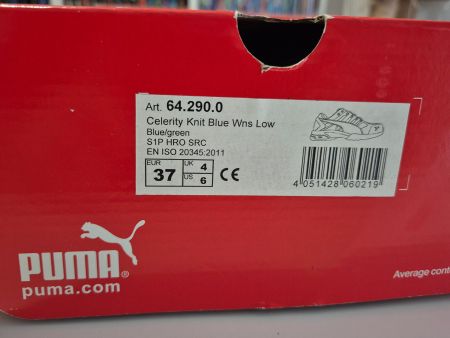 Art. 64.290.0
Celerity Knit Blue Wns Low
Blue/green
S1P HRO SRC
EN ISO 20345:2011
EUR 37 UK 4 US 6 CE
4 051428 060219
PUMA®
puma.com
Average cont